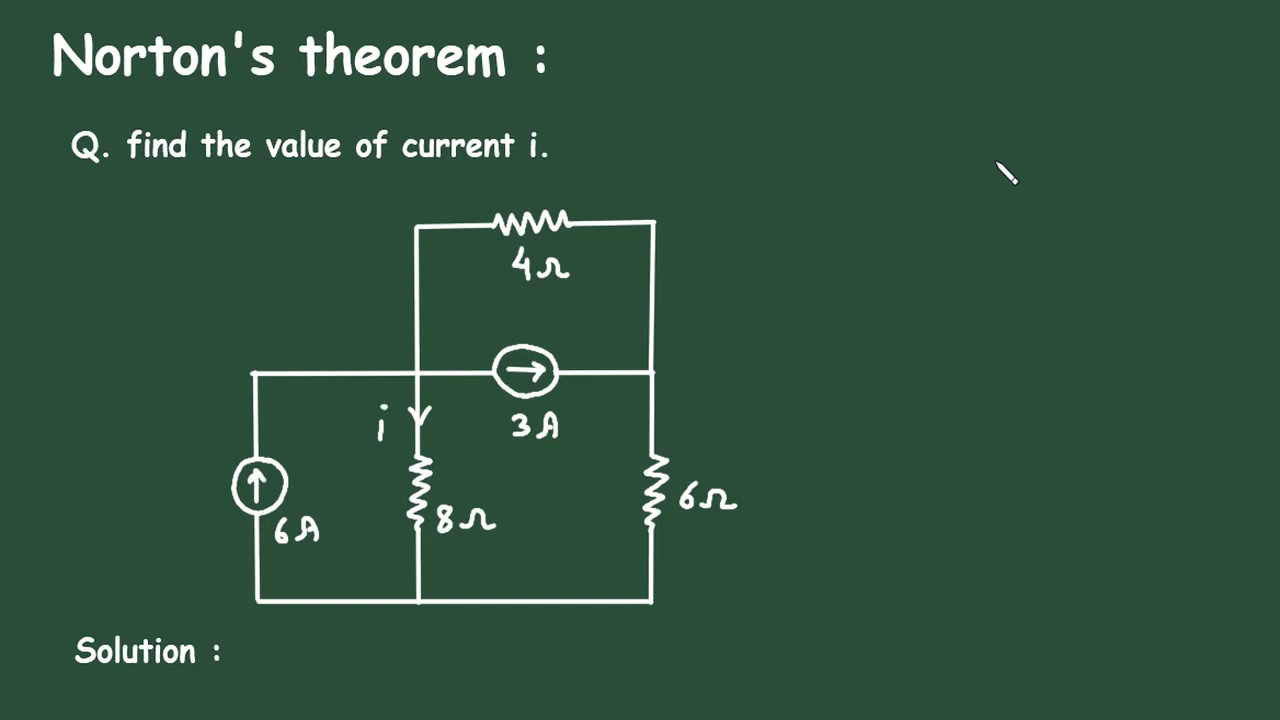 Norton's theorem :
Q. find the value of current i.
4Ω
i
3A
6A
8Ω
6Ω
Solution :